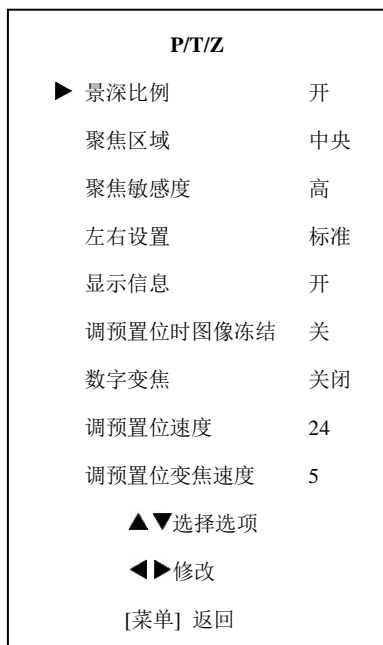 P/T/Z
▶ 景深比例 开
聚焦区域 中央
聚焦敏感度 高
左右设置 标准
显示信息 开
调预置位时图像冻结 关
数字变焦 关闭
调预置位速度 24
调预置位变焦速度 5
▲▼选择选项
◀▶修改
[菜单] 返回